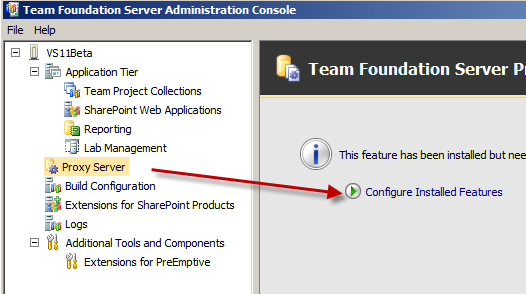 Team Foundation Server Administration Console
File Help
VS11Beta
Application Tier
Team Project Collections
SharePoint Web Applications
Reporting
Lab Management
Proxy Server
Build Configuration
Extensions for SharePoint Products
Logs
Additional Tools and Components
Extensions for PreEmptive
Team Foundation Server P
This feature has been installed but nee
Configure Installed Features